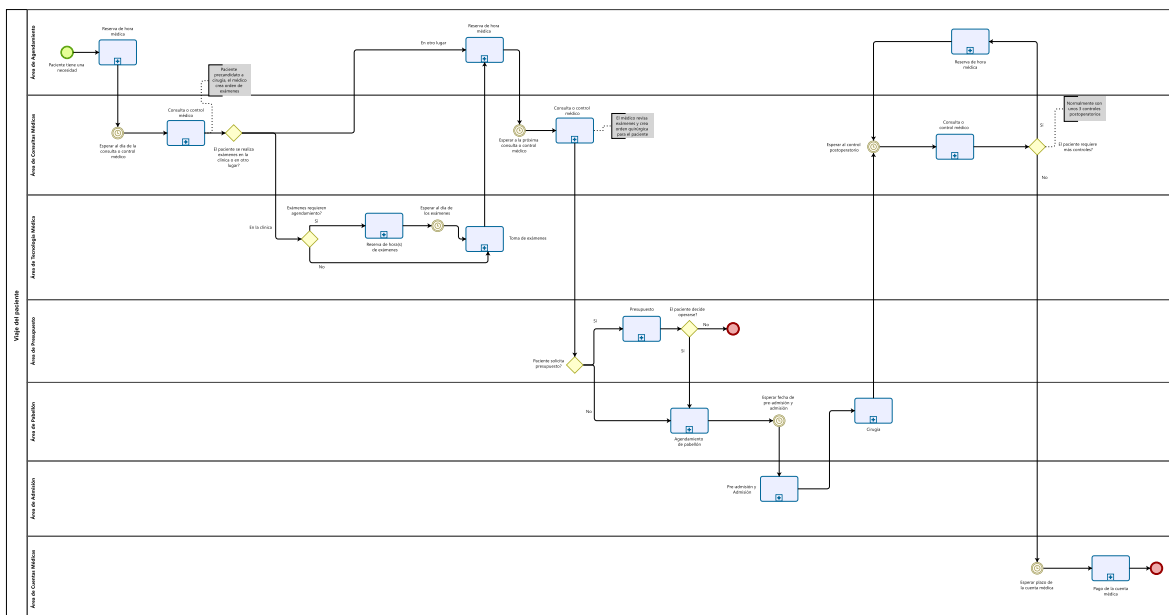 Viaje del paciente
Área de Agendamiento
Reserva de hora
médica
Paciente tiene una
necesidad
En otro lugar
Reserva de hora
médica
Reserva de hora
médica
Área de Consultas Médicas
Paciente
precandidato a
cirugía, el médico
crea orden de
exámenes
Consulta o control
médico
Esperar al día de la
consulta o control
médico
El paciente se realiza
exámenes en la
clínica o en otro
lugar?
Esperar a la próxima
consulta o control
médico
Consulta o control
médico
El médico revisa
exámenes y crea
orden quirúrgica
para el paciente
Esperar al control
postoperatorio
Consulta o
control médico
Normalmente son
unos 3 controles
postoperatorios
Si
El paciente requiere
más controles?
No
Área de Tecnología Médica
En la clínica
Exámenes requieren
agendamiento?
Si
Reserva de hora(s)
de exámenes
Esperar al día de
los exámenes
Toma de exámenes
No
Área de Presupuesto
Paciente solicita
presupuesto?
Si
Presupuesto
El paciente decide
operarse?
No
Si
Área de Pabellón
No
Agendamiento
de pabellón
Esperar fecha de
pre-admisión y
admisión
Cirugía
Área de Admisión
Pre-admisión y
Admisión
Área de Cuentas Médicas
Esperar plazo de
la cuenta médica
Pago de la cuenta
médica